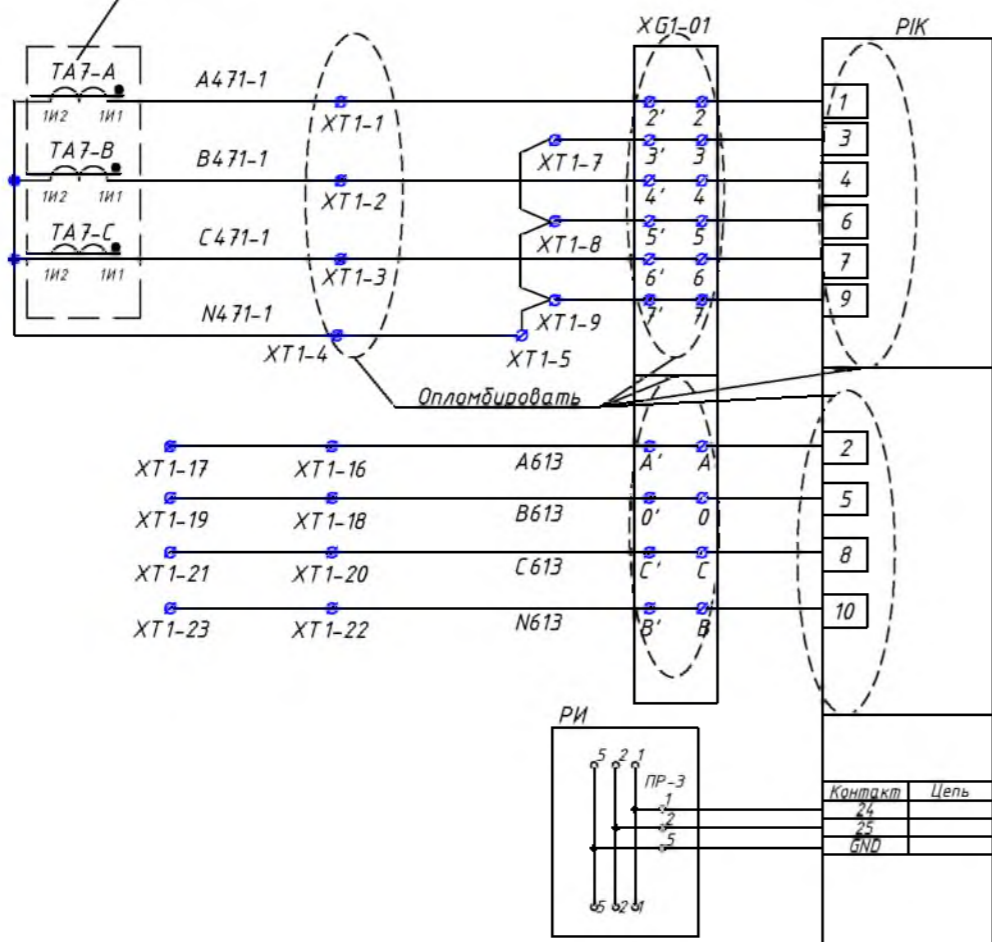 XG1-01
PIK
TA7-A
1И2 1И1
A471-1
XT1-1
2' 2
1
TA7-B
1И2 1И1
B471-1
XT1-2
XT1-7
3' 3
3
4' 4
4
TA7-C
1И2 1И1
C471-1
XT1-3
XT1-8
5' 5
6
6' 6
7
N471-1
XT1-4
XT1-5
XT1-9
7' 7
9
Опломбировать
XT1-17
XT1-16
A613
A' A
2
XT1-19
XT1-18
B613
0' 0
5
XT1-21
XT1-20
C613
C' C
8
XT1-23
XT1-22
N613
B' B
10
РИ
5 2 1
ПР-3
1
2
5
5 2 1
Контакт Цепь
24
25
GND